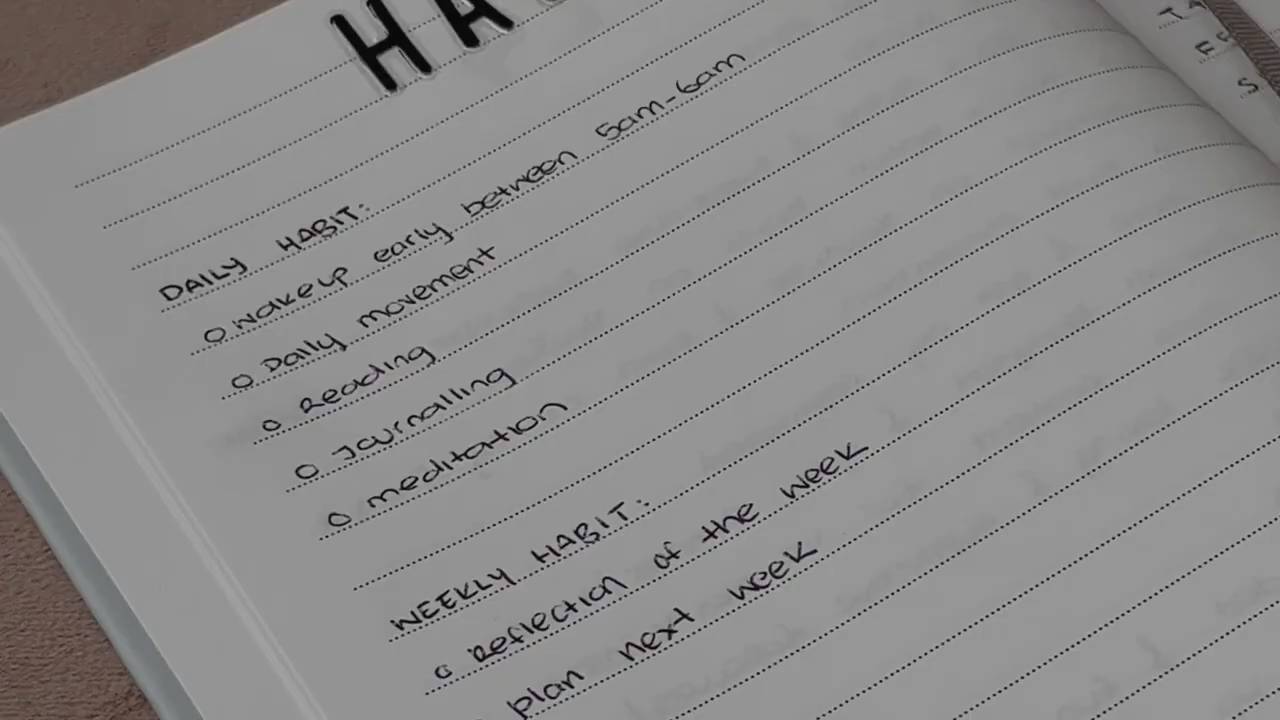 HA
DAILY HABIT:
o wakeup early between 5am-6am
o Daily movement
o Reading
o Journalling
o meditation
WEEKLY HABIT:
o Reflection of the week
plan next week